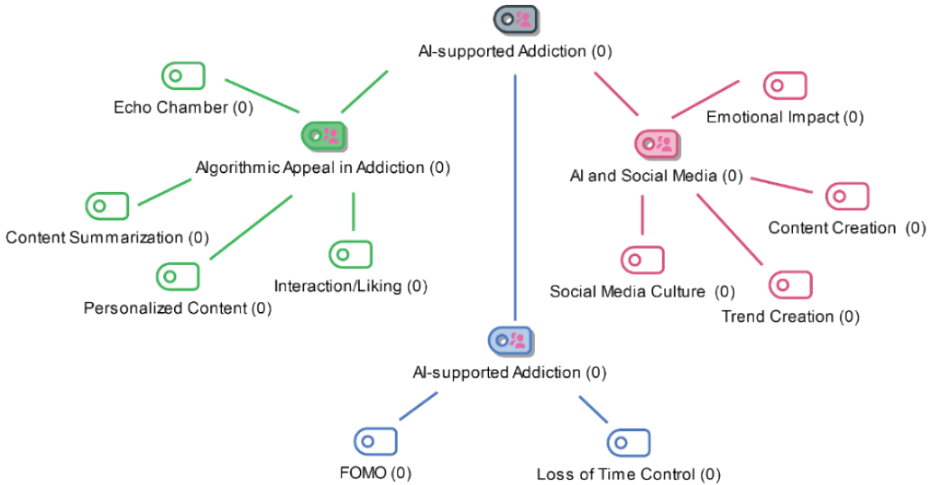 AI-supported Addiction (0)
Echo Chamber (0)
Emotional Impact (0)
Algorithmic Appeal in Addiction (0)
AI and Social Media (0)
Content Summarization (0)
Content Creation (0)
Personalized Content (0)
Interaction/Liking (0)
Social Media Culture (0)
Trend Creation (0)
AI-supported Addiction (0)
FOMO (0)
Loss of Time Control (0)